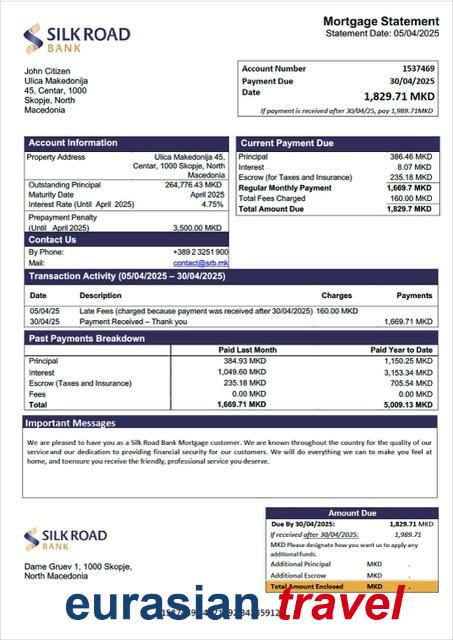 SILK ROAD
BANK
Mortgage Statement
Statement Date: 05/04/2025
John Citizen
Ulica Makedonija
45, Centar, 1000
Skopje, North
Macedonia
Account Number 1537469
Payment Due 30/04/2025
Date 1,829.71 MKD
If payment is received after 30/04/25, pay 1,989.71MKD
Account Information
Property Address Ulica Makedonija 45,
Centar, 1000 Skopje, North
Macedonia
Outstanding Principal 264,776.43 MKD
Maturity Date April 2025
Interest Rate (Until April 2025) 4.75%
Prepayment Penalty
(Until April 2025) 3,500.00 MKD
Contact Us
By Phone: +389 2 3251 900
Mail: contact@srb.mk
Current Payment Due
Principal 386.46 MKD
Interest 8.07 MKD
Escrow (for Taxes and Insurance) 235.18 MKD
Regular Monthly Payment 1,669.7 MKD
Total Fees Charged 160.00 MKD
Total Amount Due 1,829.7 MKD
Transaction Activity (05/04/2025 – 30/04/2025)
Date Description Charges Payments
05/04/25 Late Fees (charged because payment was received after 30/04/2025) 160.00 MKD
30/04/25 Payment Received – Thank you 1,669.71 MKD
Past Payments Breakdown
Paid Last Month Paid Year to Date
Principal 384.93 MKD 1,150.25 MKD
Interest 1,049.60 MKD 3,153.34 MKD
Escrow (Taxes and Insurance) 235.18 MKD 705.54 MKD
Fees 0.00 MKD 0.00 MKD
Total 1,669.71 MKD 5,009.13 MKD
Important Messages
We are pleased to have you as a Silk Road Bank Mortgage customer. We are known throughout the country for the quality of our
service and our dedication to providing financial security for our customers. We will do everything we can to make you feel at
home, and toensure you receive the friendly, professional service you deserve.
SILK ROAD
BANK
Dame Gruev 1, 1000 Skopje,
North Macedonia
Amount Due
Due By 30/04/2025: 1,829.71 MKD
If received after 30/04/2025: 1,989.71
MKD Please designate how you want us to apply any
additional funds.
Additional Principal MKD .
Additional Escrow MKD .
Total Amount Enclosed MKD .
eurasian travel